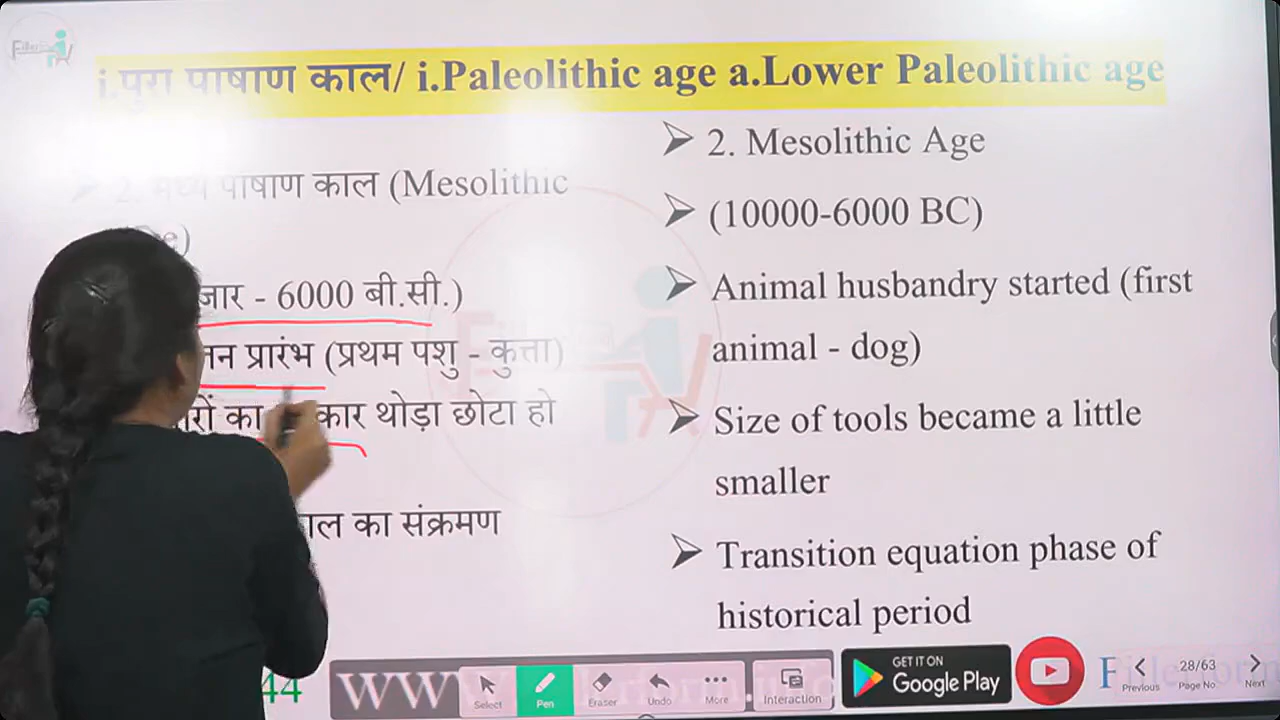 i.पुरा पाषाण काल/ i.Paleolithic age a.Lower Paleolithic age
2. मध्य पाषाण काल (Mesolithic
- 6000 बी.सी.)
प्रारंभ (प्रथम पशु - कुत्ता)
का थोड़ा छोटा हो
का संक्रमण
2. Mesolithic Age
(10000-6000 BC)
Animal husbandry started (first
animal - dog)
Size of tools became a little
smaller
Transition equation phase of
historical period
44
Select
Pen
Eraser
Undo
More
Interaction
GET IT ON
Google Play
Previous
28/63
Page No.
Next